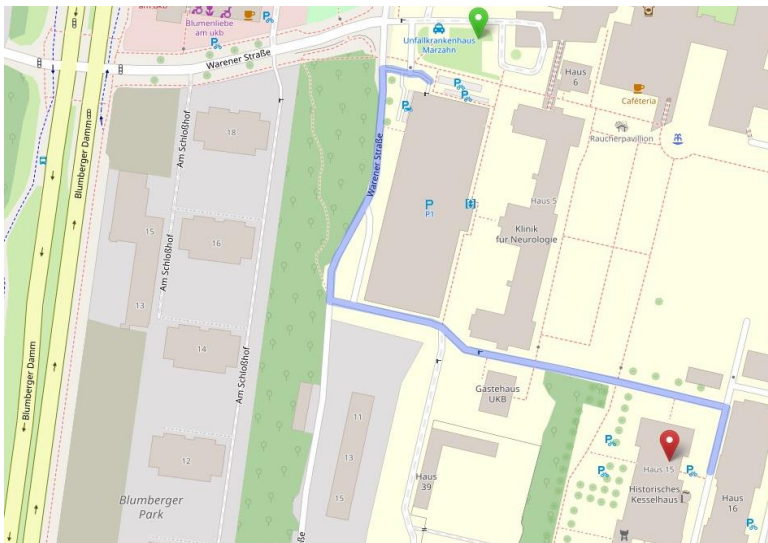 Blumenliebe
am ukb
Warener Straße
Unfallkrankenhaus
Marzahn
Haus
6
Cafeteria
Raucherpavillion
Blumberger Damm
Am Schloßhof
18
Warener Straße
P1
Haus 5
Klinik
für Neurologie
15
16
Am Schloßhof
13
14
Am Schloßhof
Blumberger Damm
Gästehaus
UKB
11
12
13
Haus
39
15
Blumberger
Park
Haus 15
Historisches
Kesselhaus
Haus
16